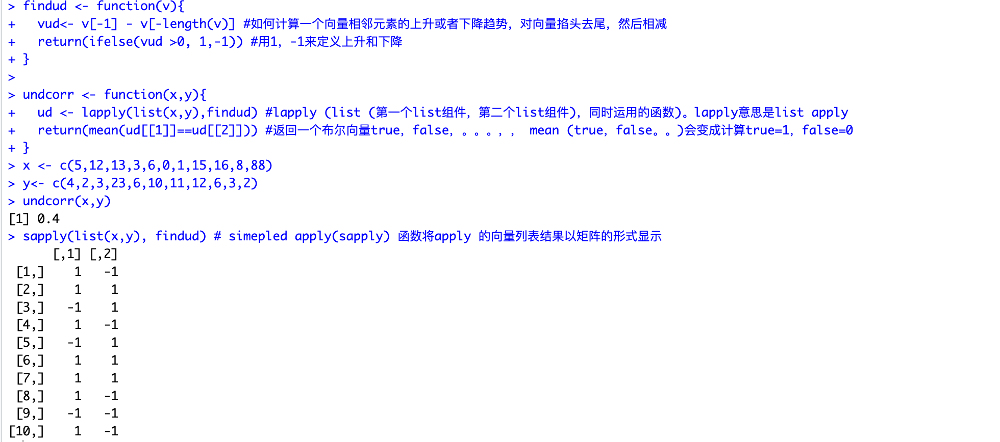 > findud <- function(v){
+   vud<- v[-1] - v[-length(v)] #如何计算一个向量相邻元素的上升或者下降趋势，对向量掐头去尾，然后相减
+   return(ifelse(vud >0, 1,-1)) #用1，-1来定义上升和下降
+ }
>
> undcorr <- function(x,y){
+   ud <- lapply(list(x,y),findud) #lapply (list (第一个list组件，第二个list组件)，同时运用的函数)。lapply意思是list apply
+   return(mean(ud[[1]]==ud[[2]])) #返回一个布尔向量true，false，。。。，， mean (true，false。。)会变成计算true=1，false=0
+ }
> x <- c(5,12,13,3,6,0,1,15,16,8,88)
> y<- c(4,2,3,23,6,10,11,12,6,3,2)
> undcorr(x,y)
[1] 0.4
> sapply(list(x,y), findud) # simepled apply(sapply) 函数将apply 的向量列表结果以矩阵的形式显示
      [,1] [,2]
 [1,]    1   -1
 [2,]    1    1
 [3,]   -1    1
 [4,]    1   -1
 [5,]   -1    1
 [6,]    1    1
 [7,]    1    1
 [8,]    1   -1
 [9,]   -1   -1
[10,]    1   -1